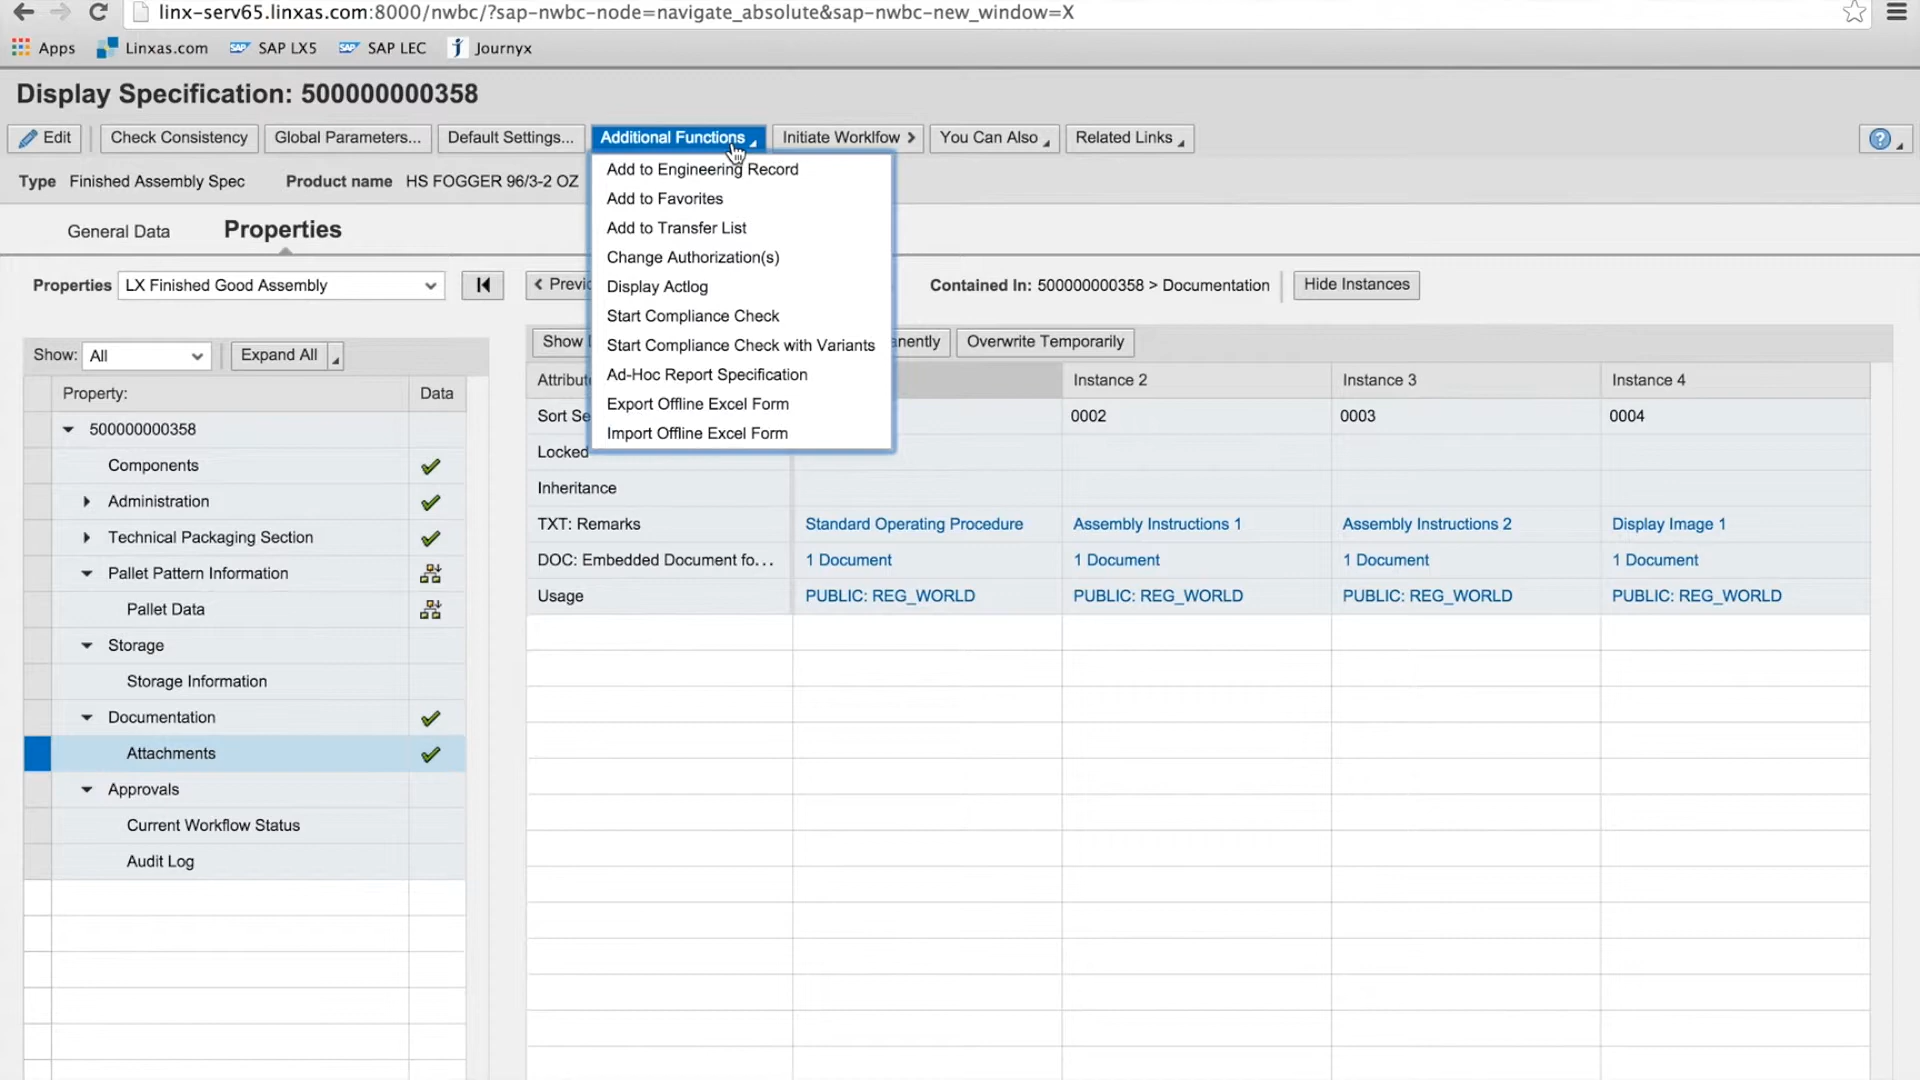 linx-serv65.linxas.com:8000/nwbc/?sap-nwbc-node=navigate_absolute&sap-nwbc-new_window=X
Apps Linxas.com SAP SAP LX5 SAP SAP LEC j Journyx
Display Specification: 500000000358
Edit Check Consistency Global Parameters... Default Settings... Additional Functions Initiate Worklfow You Can Also Related Links ?
Type Finished Assembly Spec Product name HS FOGGER 96/3-2 OZ
Add to Engineering Record
Add to Favorites
Add to Transfer List
Change Authorization(s)
Display Actlog
Start Compliance Check
Start Compliance Check with Variants
Ad-Hoc Report Specification
Export Offline Excel Form
Import Offline Excel Form
General Data Properties
Properties LX Finished Good Assembly Previ Contained In: 500000000358 > Documentation Hide Instances
Show: All Expand All
Show nently Overwrite Temporarily
Property: Data
500000000358
Components
Administration
Technical Packaging Section
Pallet Pattern Information
Pallet Data
Storage
Storage Information
Documentation
Attachments
Approvals
Current Workflow Status
Audit Log
Attribut Instance 2 Instance 3 Instance 4
Sort Se 0002 0003 0004
Locked
Inheritance
TXT: Remarks Standard Operating Procedure Assembly Instructions 1 Assembly Instructions 2 Display Image 1
DOC: Embedded Document fo... 1 Document 1 Document 1 Document 1 Document
Usage PUBLIC: REG_WORLD PUBLIC: REG_WORLD PUBLIC: REG_WORLD PUBLIC: REG_WORLD